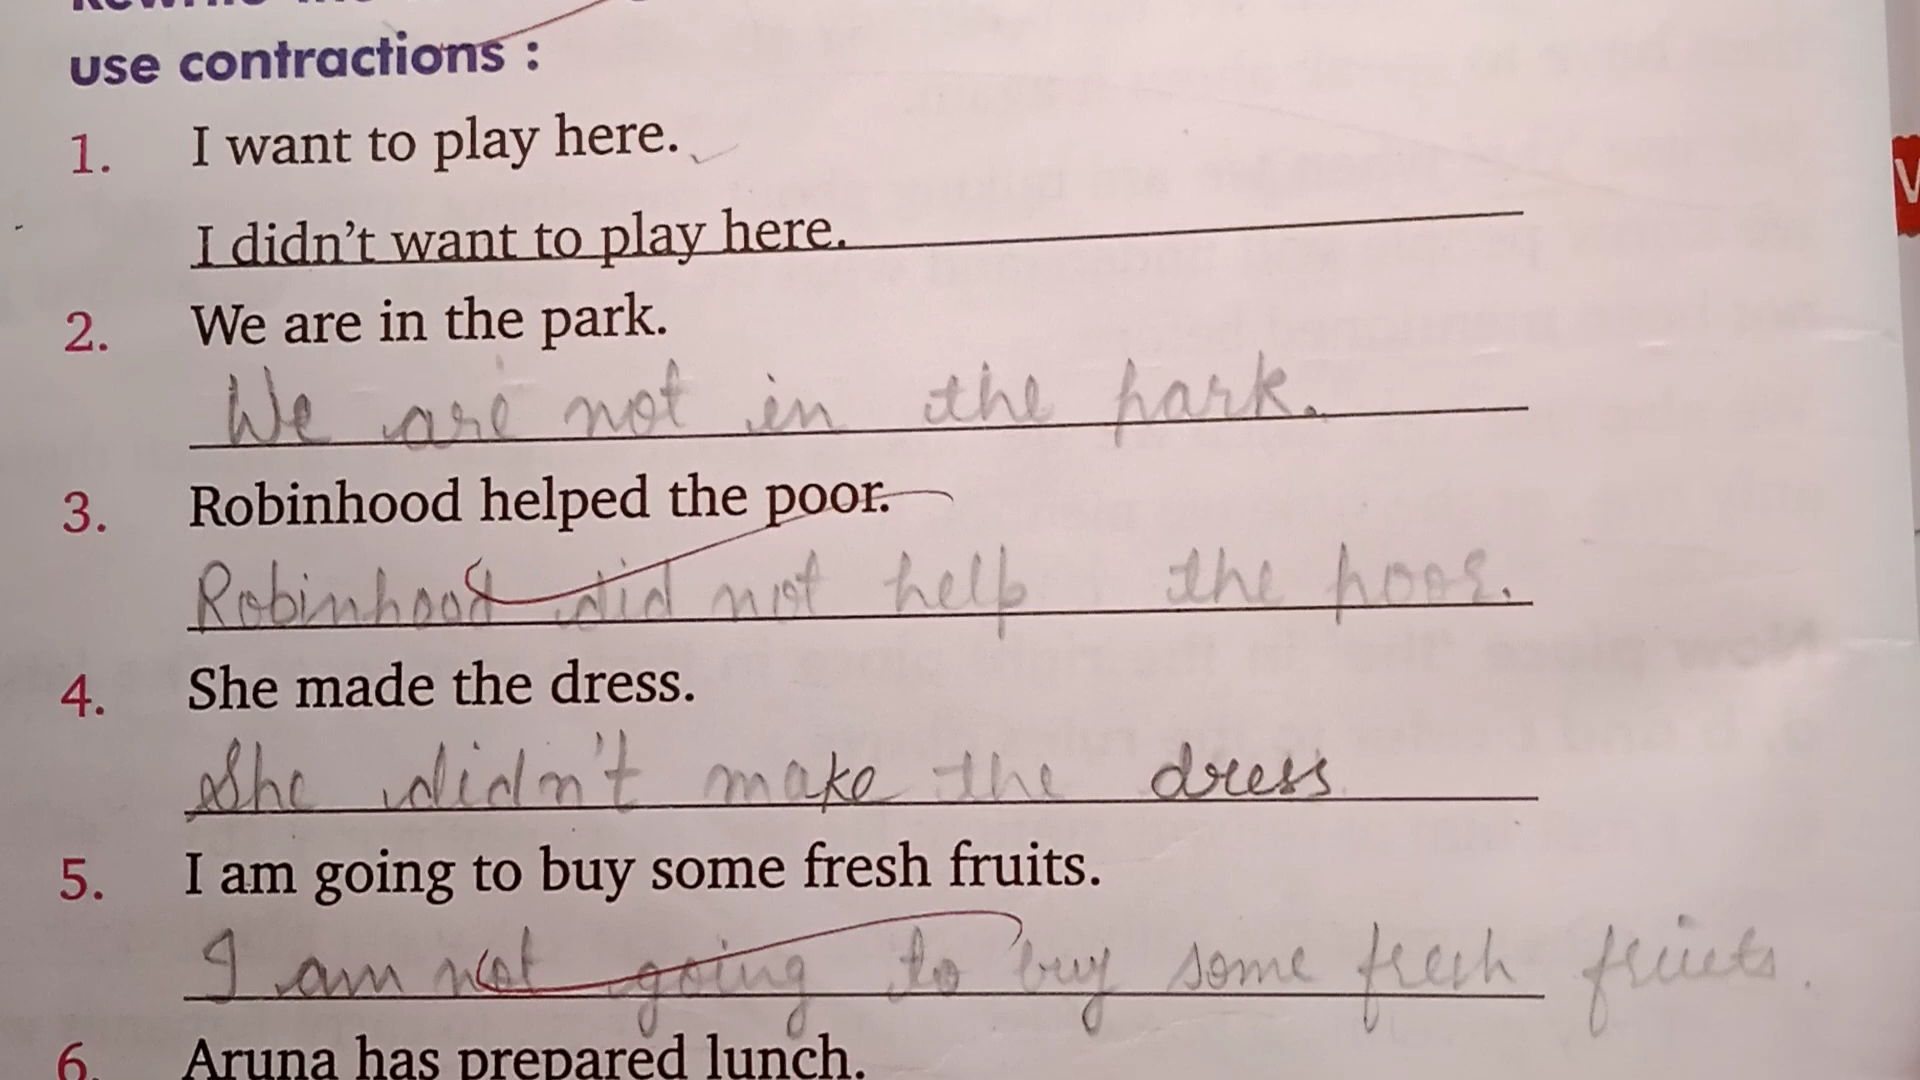 use contractions :
1. I want to play here.
I didn't want to play here.
2. We are in the park.
We are not in the park.
3. Robinhood helped the poor.
Robinhood did not help the poor.
4. She made the dress.
She didn't make the dress
5. I am going to buy some fresh fruits.
I am not going to buy some fresh fruits.
6. Aruna has prepared lunch.